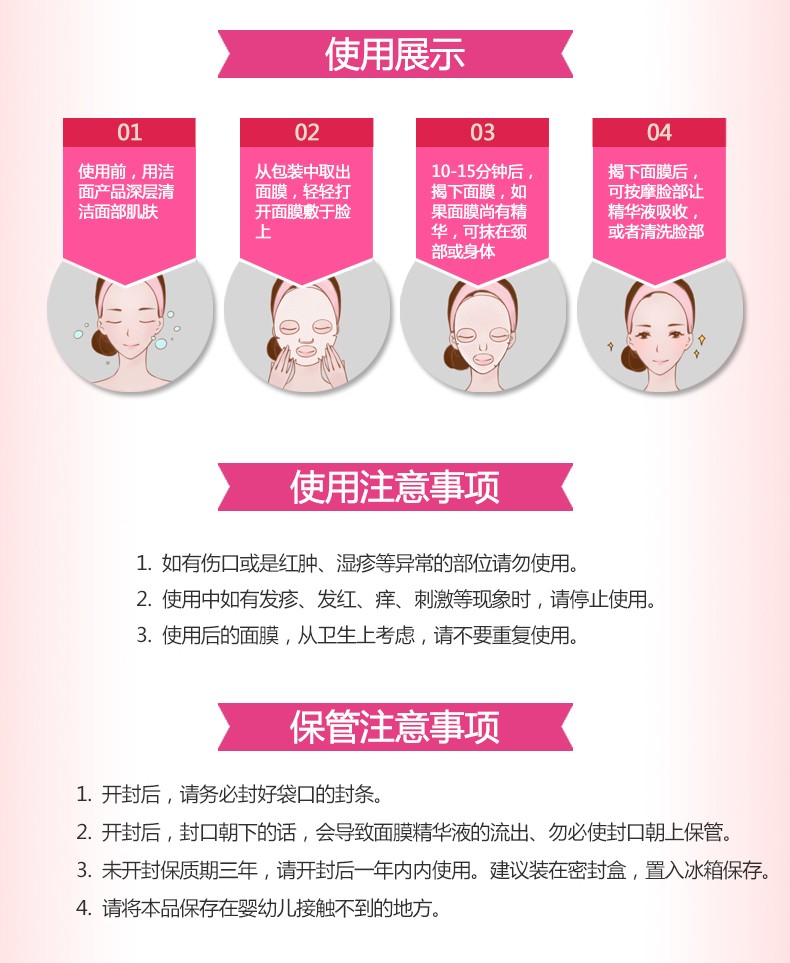 使用展示
01
使用前，用洁
面产品深层清
洁面部肌肤
02
从包装中取出
面膜，轻轻打
开面膜敷于脸
上
03
10-15分钟后，
揭下面膜，如
果面膜尚有精
华，可抹在颈
部或身体
04
揭下面膜后，
可按摩脸部让
精华液吸收，
或者清洗脸部
使用注意事项
1. 如有伤口或是红肿、湿疹等异常的部位请勿使用。
2. 使用中如有发疹、发红、痒、刺激等现象时，请停止使用。
3. 使用后的面膜，从卫生上考虑，请不要重复使用。
保管注意事项
1. 开封后，请务必封好袋口的封条。
2. 开封后，封口朝下的话，会导致面膜精华液的流出、勿必使封口朝上保管。
3. 未开封保质期三年，请开封后一年内内使用。建议装在密封盒，置入冰箱保存。
4. 请将本品保存在婴幼儿接触不到的地方。